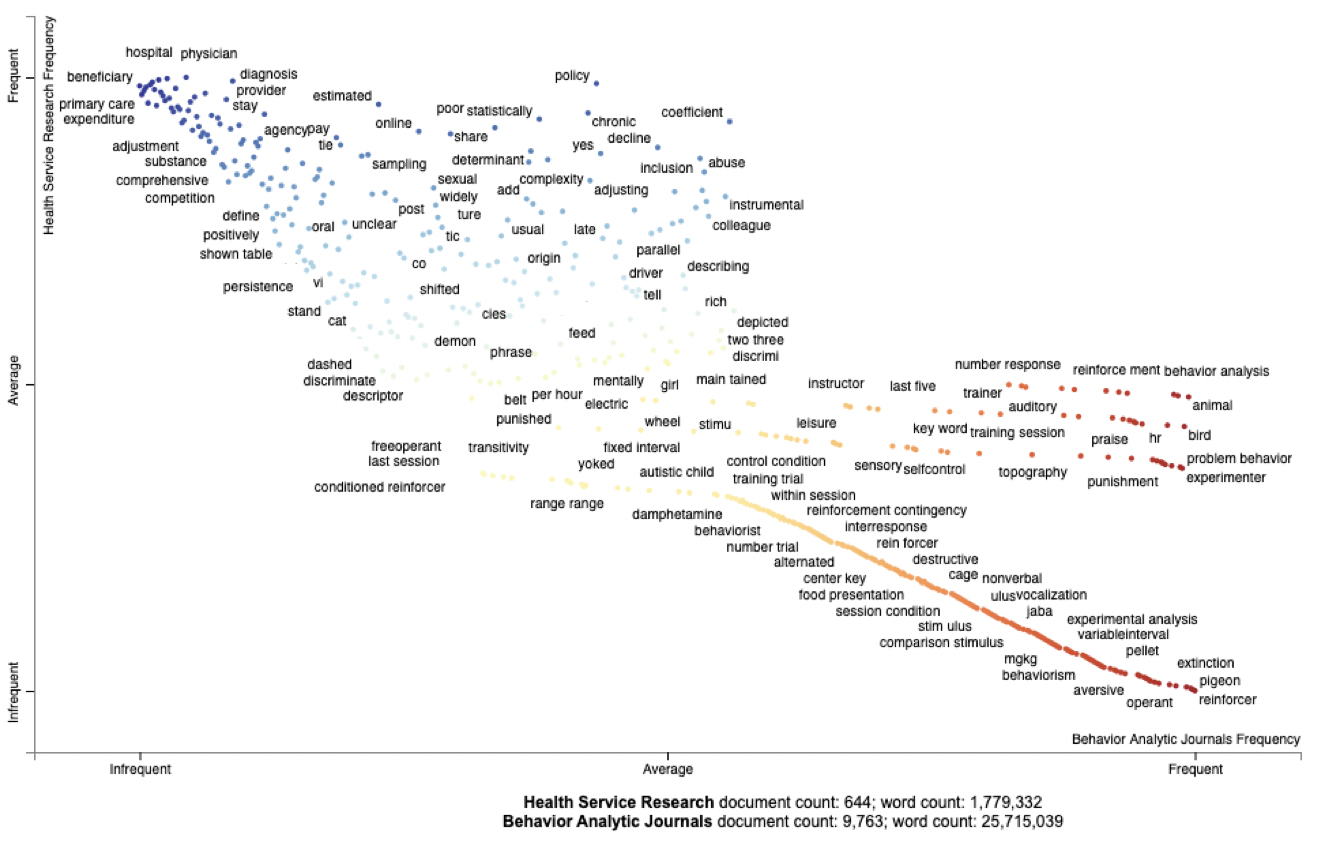 Health Service Research Frequency
Frequent
Average
Infrequent
hospital physician
beneficiary
diagnosis
policy
provider
primary care
stay
estimated
expenditure
poor statistically
coefficient
online
chronic
agency pay
share
decline
adjustment
tie
yes
substance
sampling
determinant
inclusion
abuse
comprehensive
sexual
complexity
competition
widely
add
adjusting
define
post
ture
instrumental
oral
unclear
usual
late
colleague
positively
tic
shown table
parallel
co
origin
describing
driver
persistence
vi
shifted
tell
rich
stand
cat
cies
depicted
demon
feed
two three
phrase
discrimi
dashed
number response
reinforce ment
behavior analysis
discriminate
mentally
girl
main tained
instructor
last five
trainer
descriptor
belt
per hour
electric
auditory
animal
punished
wheel
stimu
leisure
key word
training session
praise
hr
bird
freeoperant
transitivity
fixed interval
last session
yoked
control condition
sensory
selfcontrol
problem behavior
autistic child
topography
conditioned reinforcer
training trial
punishment
experimenter
range range
within session
damphetamine
reinforcement contingency
behaviorist
interresponse
number trial
rein forcer
alternated
destructive
center key
cage
nonverbal
food presentation
ulus
vocalization
session condition
jaba
stim ulus
experimental analysis
comparison stimulus
variableinterval
mgkg
pellet
behaviorism
extinction
aversive
pigeon
operant
reinforcer
Behavior Analytic Journals Frequency
Infrequent
Average
Frequent
Health Service Research document count: 644; word count: 1,779,332
Behavior Analytic Journals document count: 9,763; word count: 25,715,039